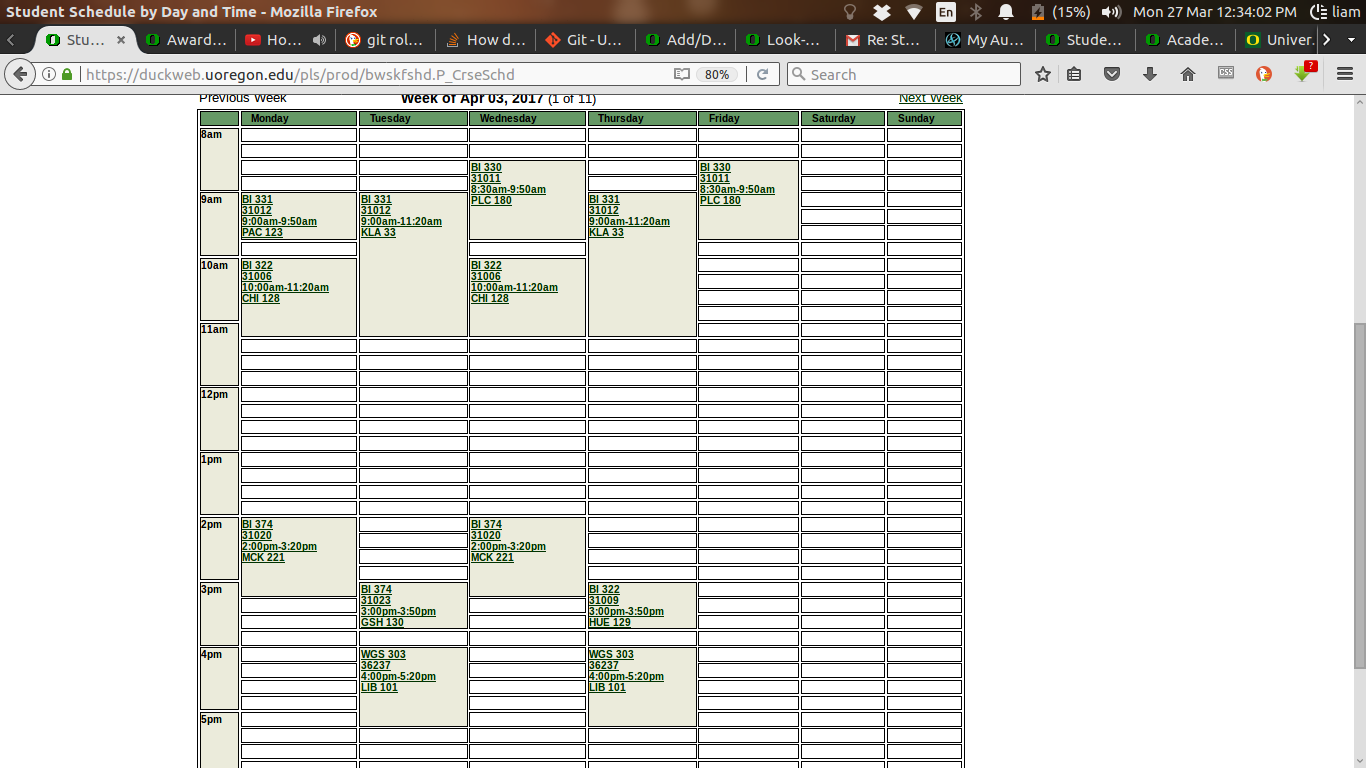 Student Schedule by Day and Time - Mozilla Firefox
En
(15%)
Mon 27 Mar 12:34:02 PM
liam
Stu...
Award...
Ho...
git rol...
How d...
Git - U...
Add/D...
Look-...
Re: St...
My Au...
Stude...
Acade...
Univer.
https://duckweb.uoregon.edu/pls/prod/bwskfshd.P_CrseSchd
80%
Search
CSS
?
Previous Week
Week of Apr 03, 2017 (1 of 11)
Next Week
Monday
Tuesday
Wednesday
Thursday
Friday
Saturday
Sunday
8am
BI 330
31011
8:30am-9:50am
PLC 180
BI 330
31011
8:30am-9:50am
PLC 180
9am
BI 331
31012
9:00am-9:50am
PAC 123
BI 331
31012
9:00am-11:20am
KLA 33
BI 331
31012
9:00am-11:20am
KLA 33
10am
BI 322
31006
10:00am-11:20am
CHI 128
BI 322
31006
10:00am-11:20am
CHI 128
11am
12pm
1pm
2pm
BI 374
31020
2:00pm-3:20pm
MCK 221
BI 374
31020
2:00pm-3:20pm
MCK 221
3pm
BI 374
31023
3:00pm-3:50pm
GSH 130
BI 322
31009
3:00pm-3:50pm
HUE 129
4pm
WGS 303
36237
4:00pm-5:20pm
LIB 101
WGS 303
36237
4:00pm-5:20pm
LIB 101
5pm